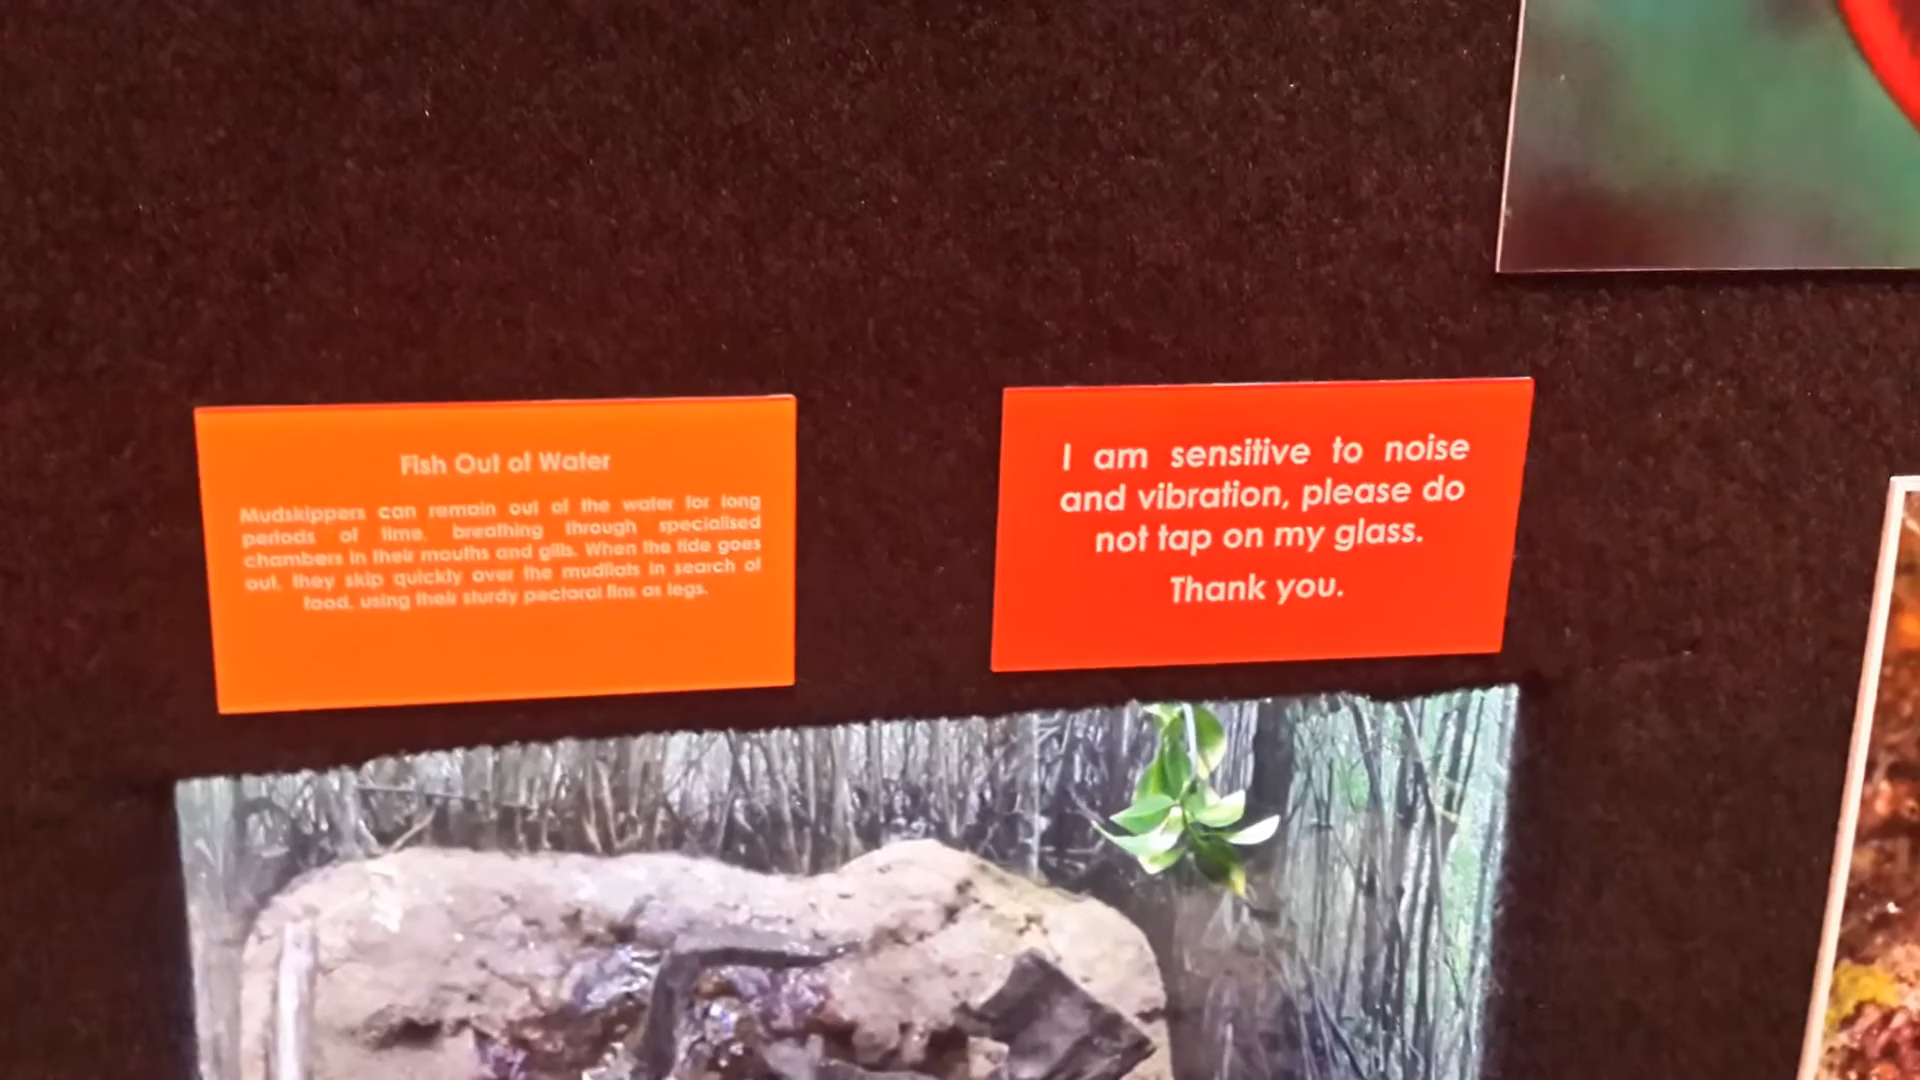 Fish Out of Water
Mudskippers can remain out of the water for long
periods of time, breathing through specialised
chambers in their mouths and gills. When the tide goes
out, they skip quickly over the mudflats in search of
food, using their sturdy pectoral fins as legs.
I am sensitive to noise
and vibration, please do
not tap on my glass.
Thank you.